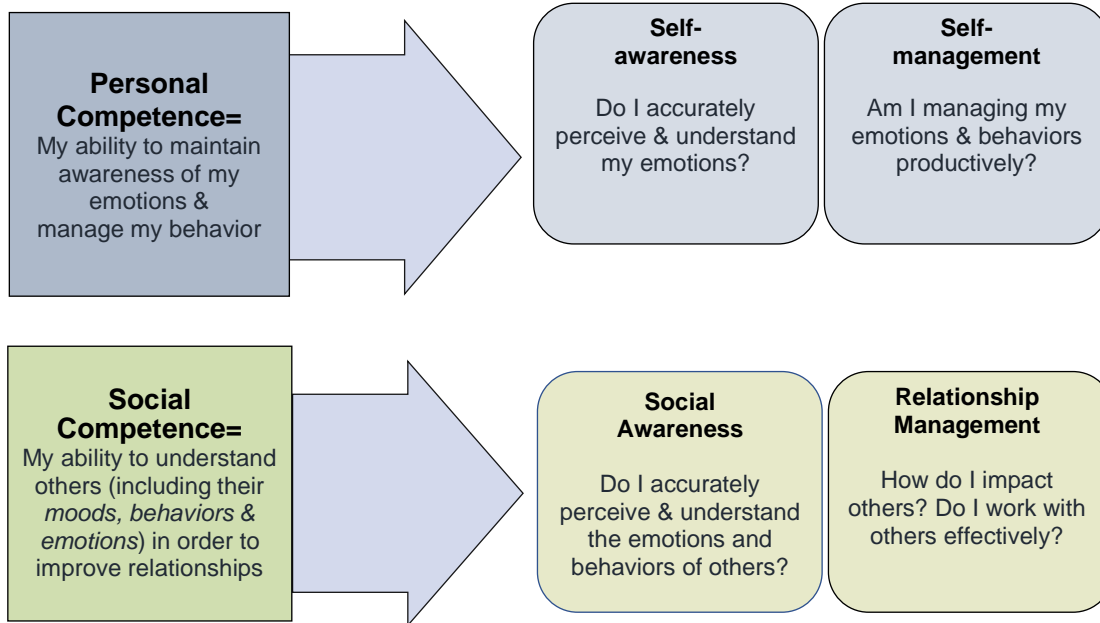 Personal
Competence=
My ability to maintain
awareness of my
emotions &
manage my behavior
Self-
awareness
Do I accurately
perceive & understand
my emotions?
Self-
management
Am I managing my
emotions & behaviors
productively?
Social
Competence=
My ability to understand
others (including their
moods, behaviors &
emotions) in order to
improve relationships
Social
Awareness
Do I accurately
perceive & understand
the emotions and
behaviors of others?
Relationship
Management
How do I impact
others? Do I work with
others effectively?